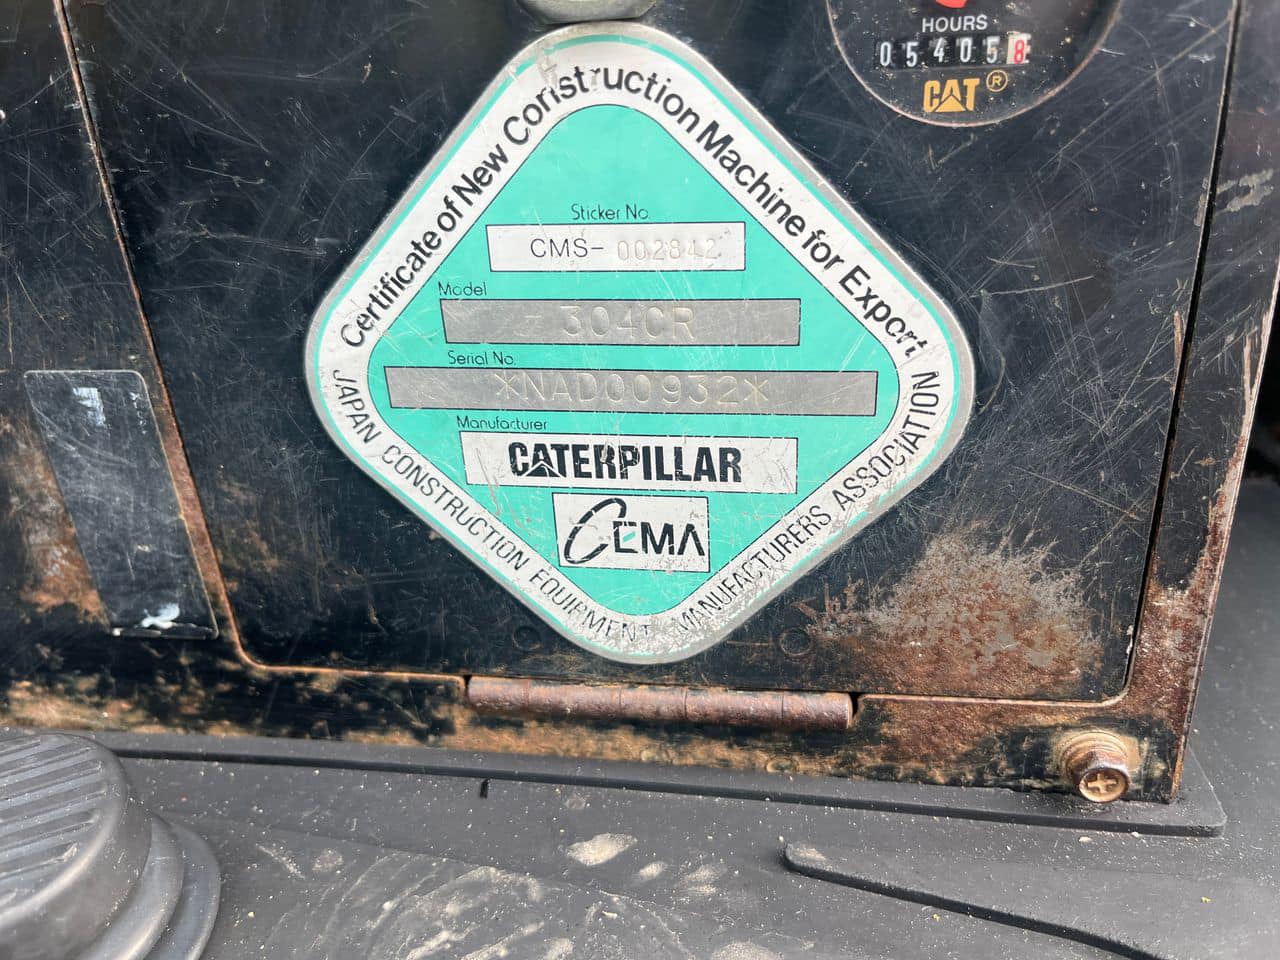 HOURS
054058
CAT®
Certificate of New Construction Machine for Export
Sticker No.
CMS- 002842
Model
- 304CR
Serial No.
*NAD00932*
Manufacturer
CATERPILLAR
CEMA
JAPAN CONSTRUCTION EQUIPMENT MANUFACTURERS ASSOCIATION